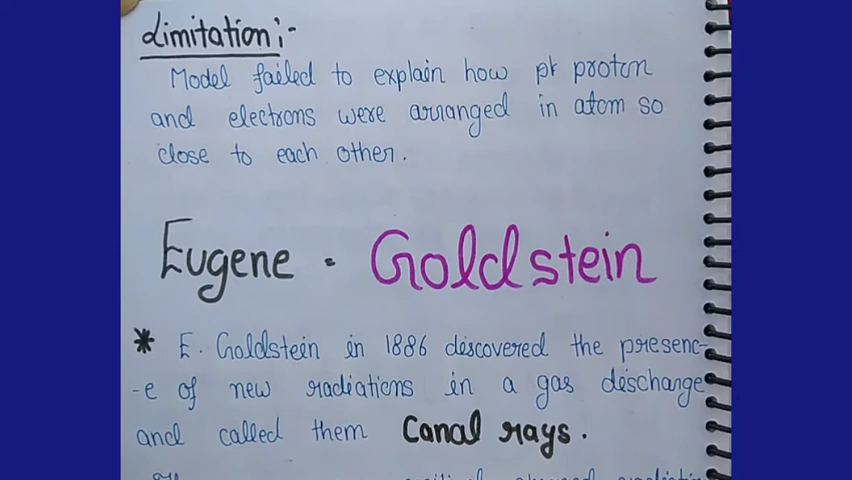 Limitation :-
Model failed to explain how pr proton
and electrons were arranged in atom so
close to each other.
Eugene - Goldstein
* E. Goldstein in 1886 discovered the presenc-
-e of new radiations in a gas discharge
and called them Canal rays.